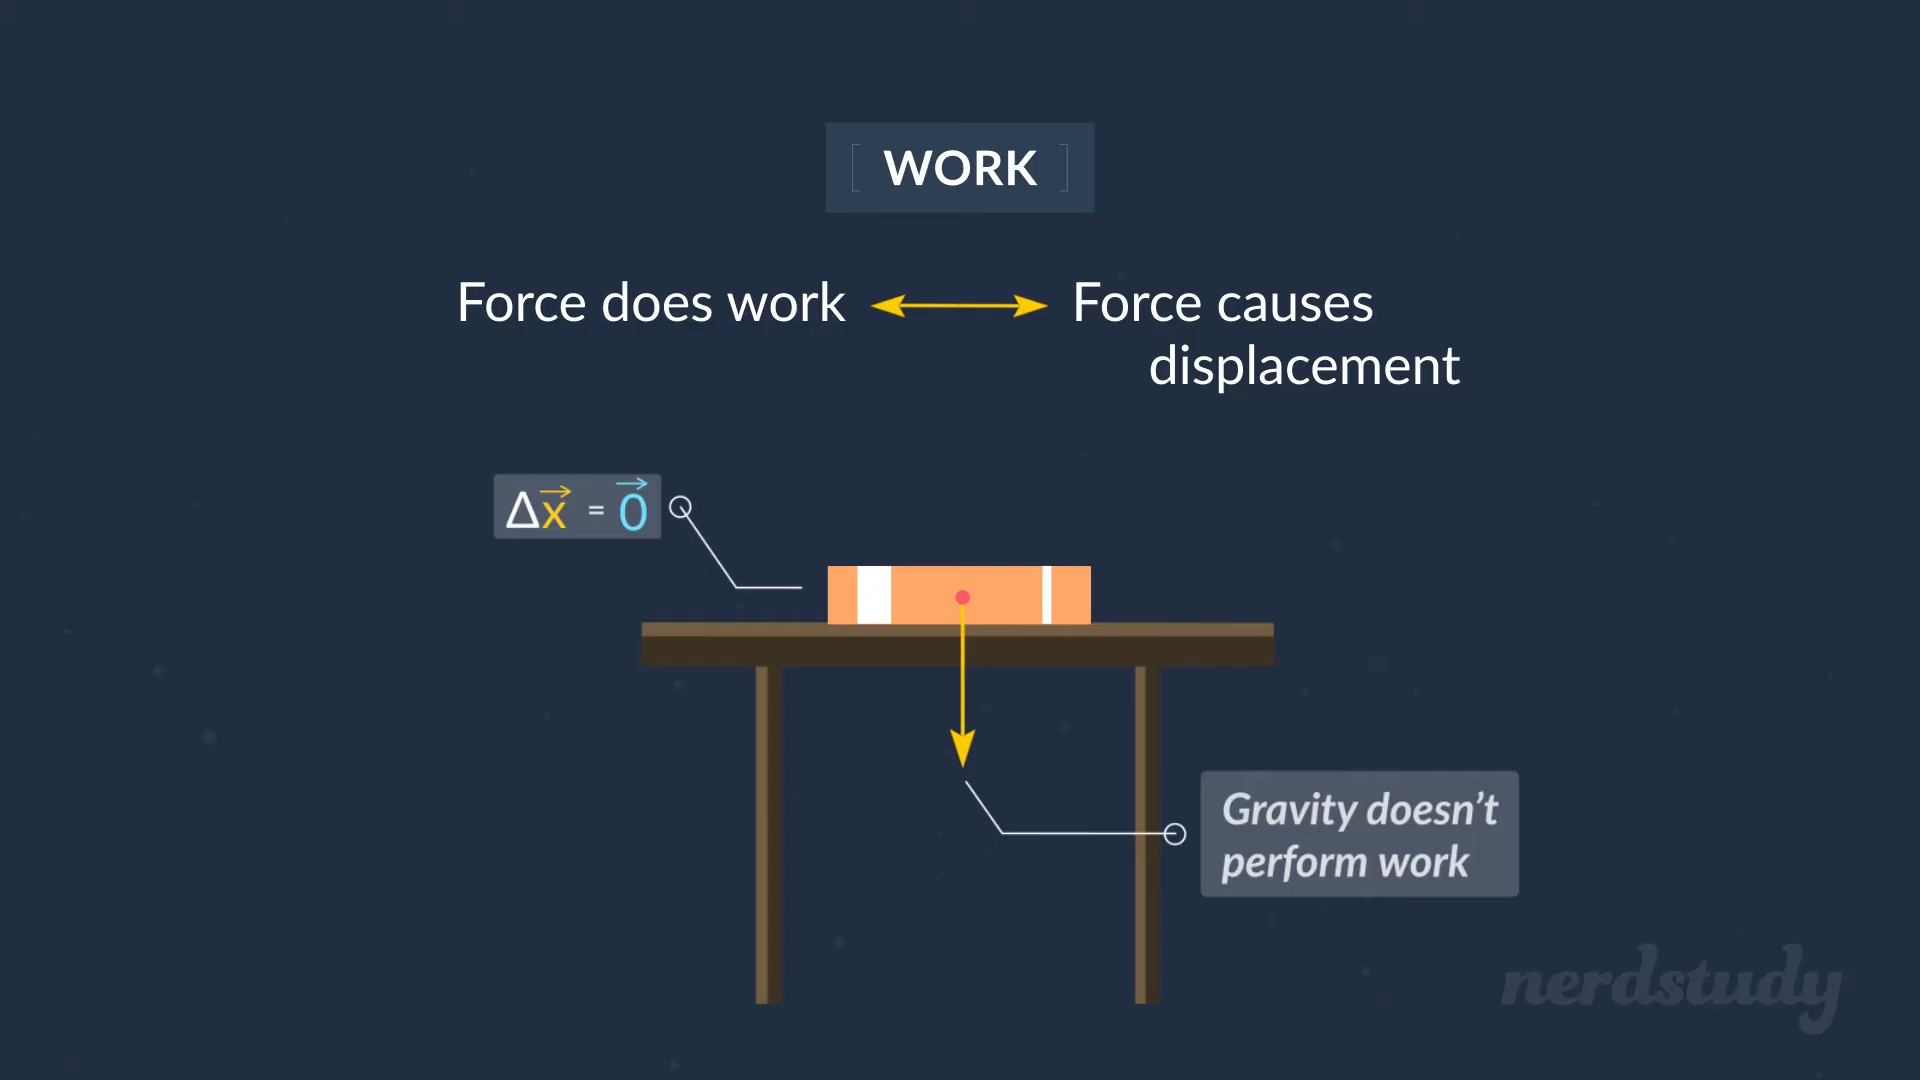 [ WORK ]
Force does work ↔ Force causes
displacement
Δx⃗ = 0⃗
Gravity doesn’t
perform work
nerdstudy